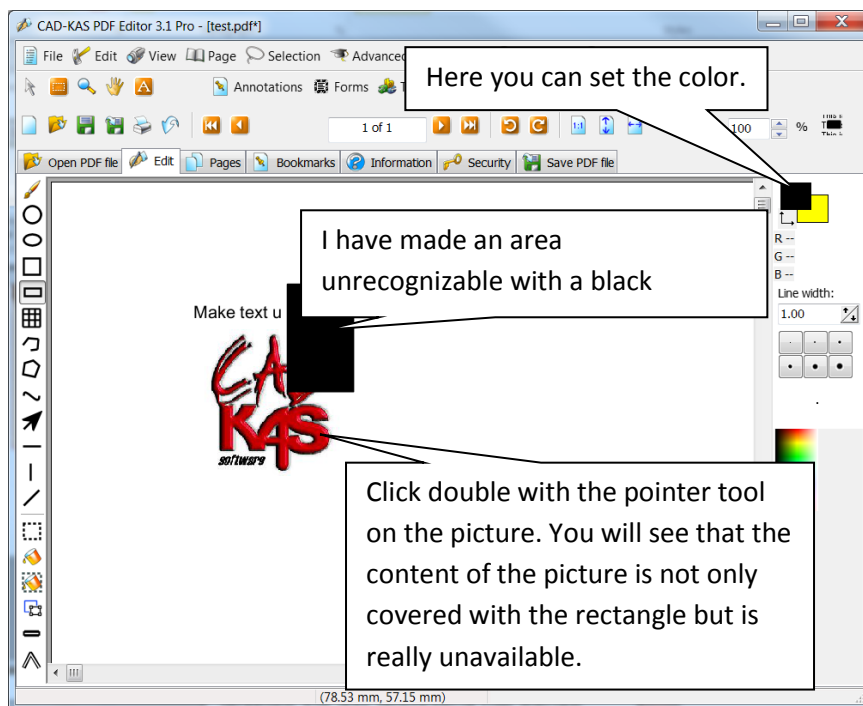 CAD-KAS PDF Editor 3.1 Pro - [test.pdf*]
File Edit View Page Selection Advanced
Annotations Forms
Here you can set the color.
1 of 1
1:1
100 %
Open PDF file Edit Pages Bookmarks Information Security Save PDF file
R --
G --
B --
Line width:
1.00
I have made an area
unrecognizable with a black
Make text u
CA
KAS
software
Click double with the pointer tool
on the picture. You will see that the
content of the picture is not only
covered with the rectangle but is
really unavailable.
(78.53 mm, 57.15 mm)